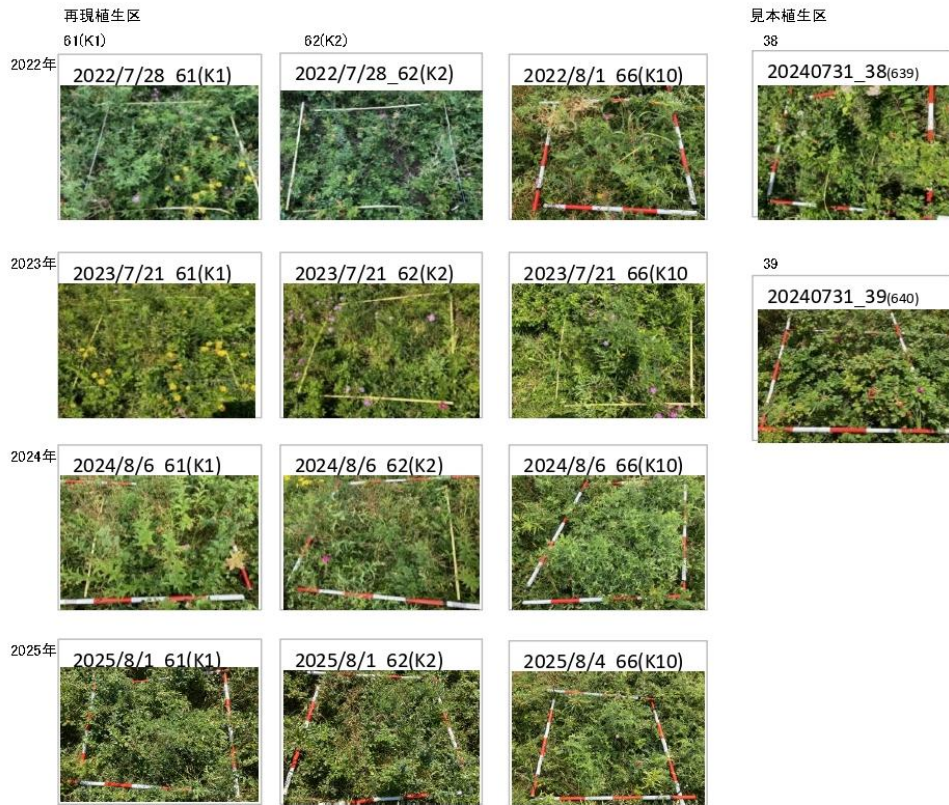 再現植生区
見本植生区
61(K1)
62(K2)
38
2022年
2022/7/28 61(K1)
2022/7/28_62(K2)
2022/8/1 66(K10)
20240731_38(639)
2023年
39
2023/7/21 61(K1)
2023/7/21 62(K2)
2023/7/21 66(K10
20240731_39(640)
2024年
2024/8/6 61(K1)
2024/8/6 62(K2)
2024/8/6 66(K10)
2025年
2025/8/1 61(K1)
2025/8/1 62(K2)
2025/8/4 66(K10)